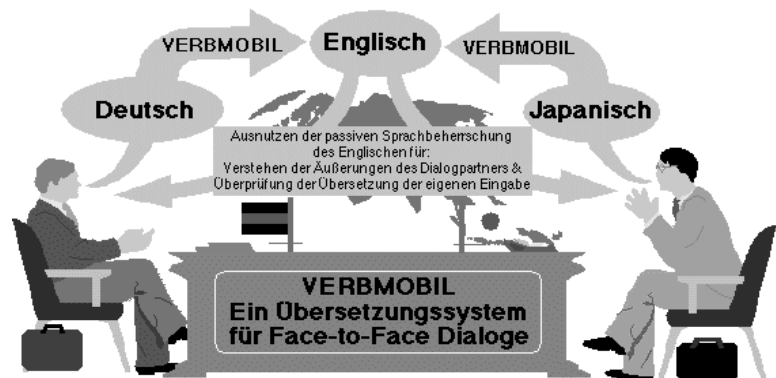 VERBMOBIL
Englisch
VERBMOBIL
Deutsch
Japanisch
Ausnutzen der passiven Sprachbeherrschung
des Englischen für:
Verstehen der Äußerungen des Dialogpartners &
Überprüfung der Übersetzung der eigenen Eingabe
VERBMOBIL
Ein Übersetzungssystem
für Face-to-Face Dialoge